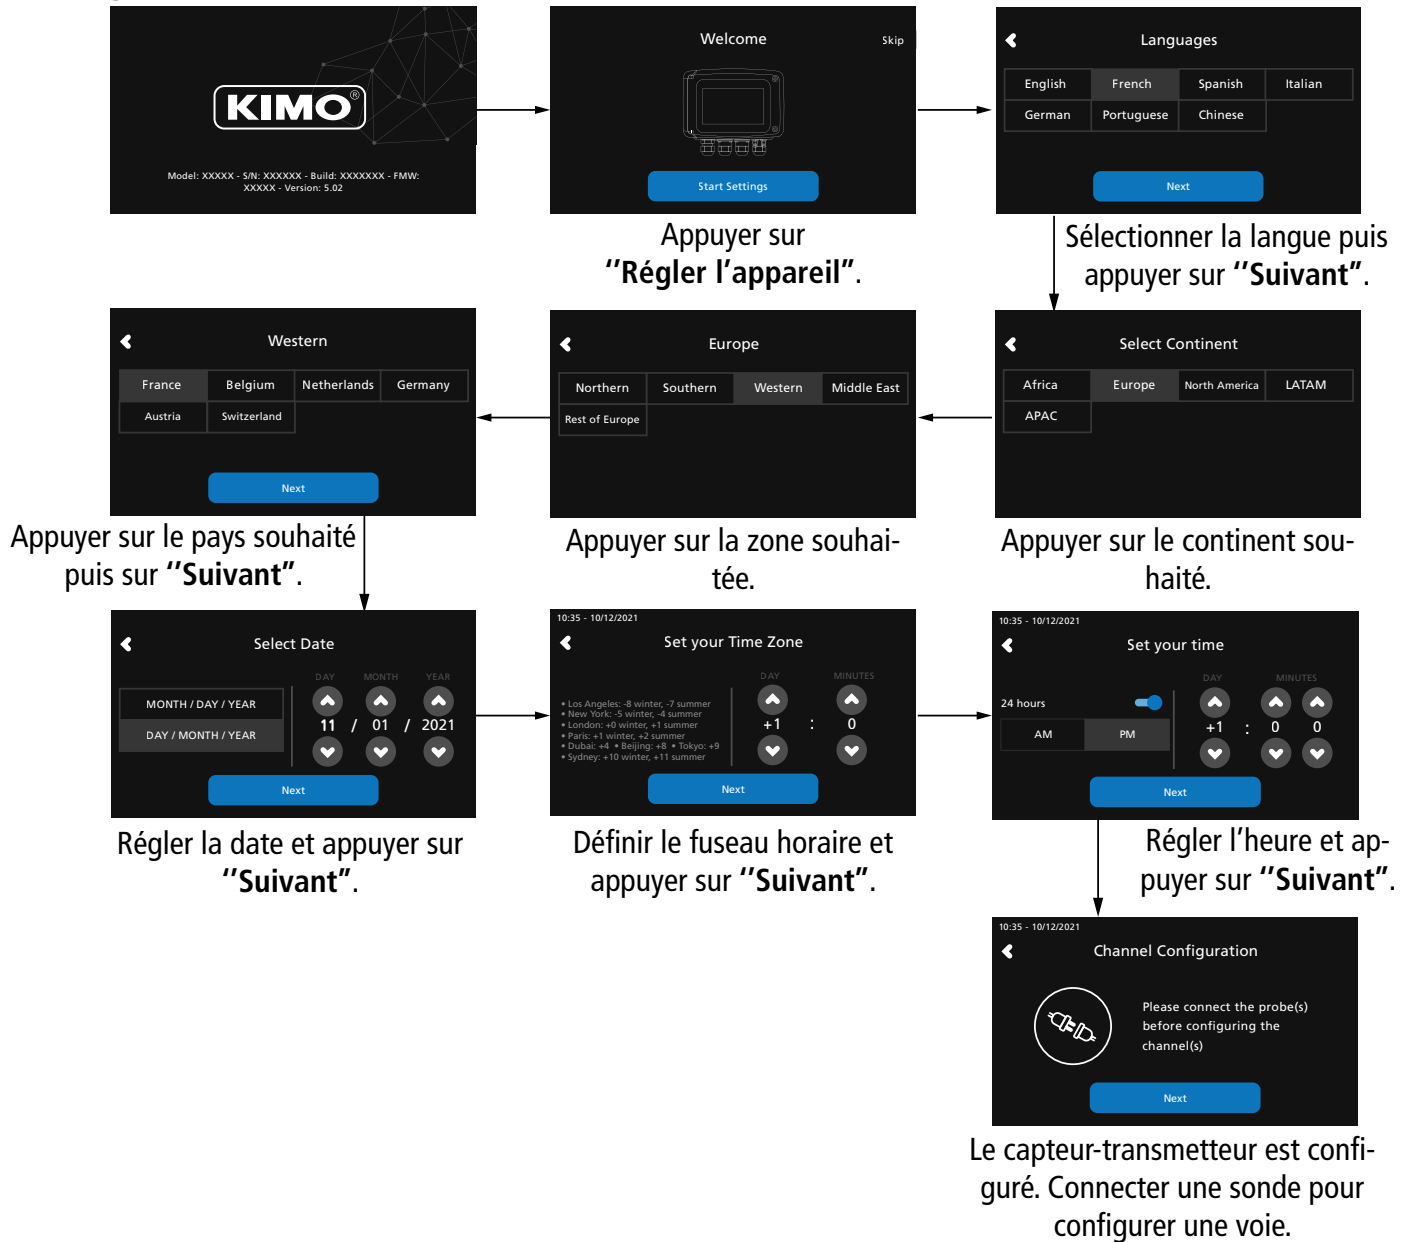 KIMO®
Model: XXXXX - S/N: XXXXXX - Build: XXXXXXX - FMW:
XXXXX - Version: 5.02
Welcome
Skip
Start Settings
Appuyer sur
''Régler l'appareil".
Languages
English French Spanish Italian
German Portuguese Chinese
Next
Sélectionner la langue puis
appuyer sur ''Suivant".
Select Continent
Africa Europe North America LATAM
APAC
Appuyer sur le continent sou-
haité.
Europe
Northern Southern Western Middle East
Rest of Europe
Appuyer sur la zone souhai-
tée.
Western
France Belgium Netherlands Germany
Austria Switzerland
Next
Appuyer sur le pays souhaité
puis sur ''Suivant".
Select Date
DAY MONTH YEAR
MONTH / DAY / YEAR
DAY / MONTH / YEAR
11 / 01 / 2021
Next
Régler la date et appuyer sur
''Suivant".
10:35 - 10/12/2021
Set your Time Zone
DAY MINUTES
• Los Angeles: -8 winter, -7 summer
• New York: -5 winter, -4 summer
• London: +0 winter, +1 summer
• Paris: +1 winter, +2 summer
• Dubai: +4 • Beijing: +8 • Tokyo: +9
• Sydney: +10 winter, +11 summer
+1 : 0
Next
Définir le fuseau horaire et
appuyer sur ''Suivant".
10:35 - 10/12/2021
Set your time
DAY MINUTES
24 hours
AM PM
+1 : 0 0
Next
Régler l'heure et ap-
puyer sur ''Suivant".
10:35 - 10/12/2021
Channel Configuration
Please connect the probe(s)
before configuring the
channel(s)
Next
Le capteur-transmetteur est confi-
guré. Connecter une sonde pour
configurer une voie.